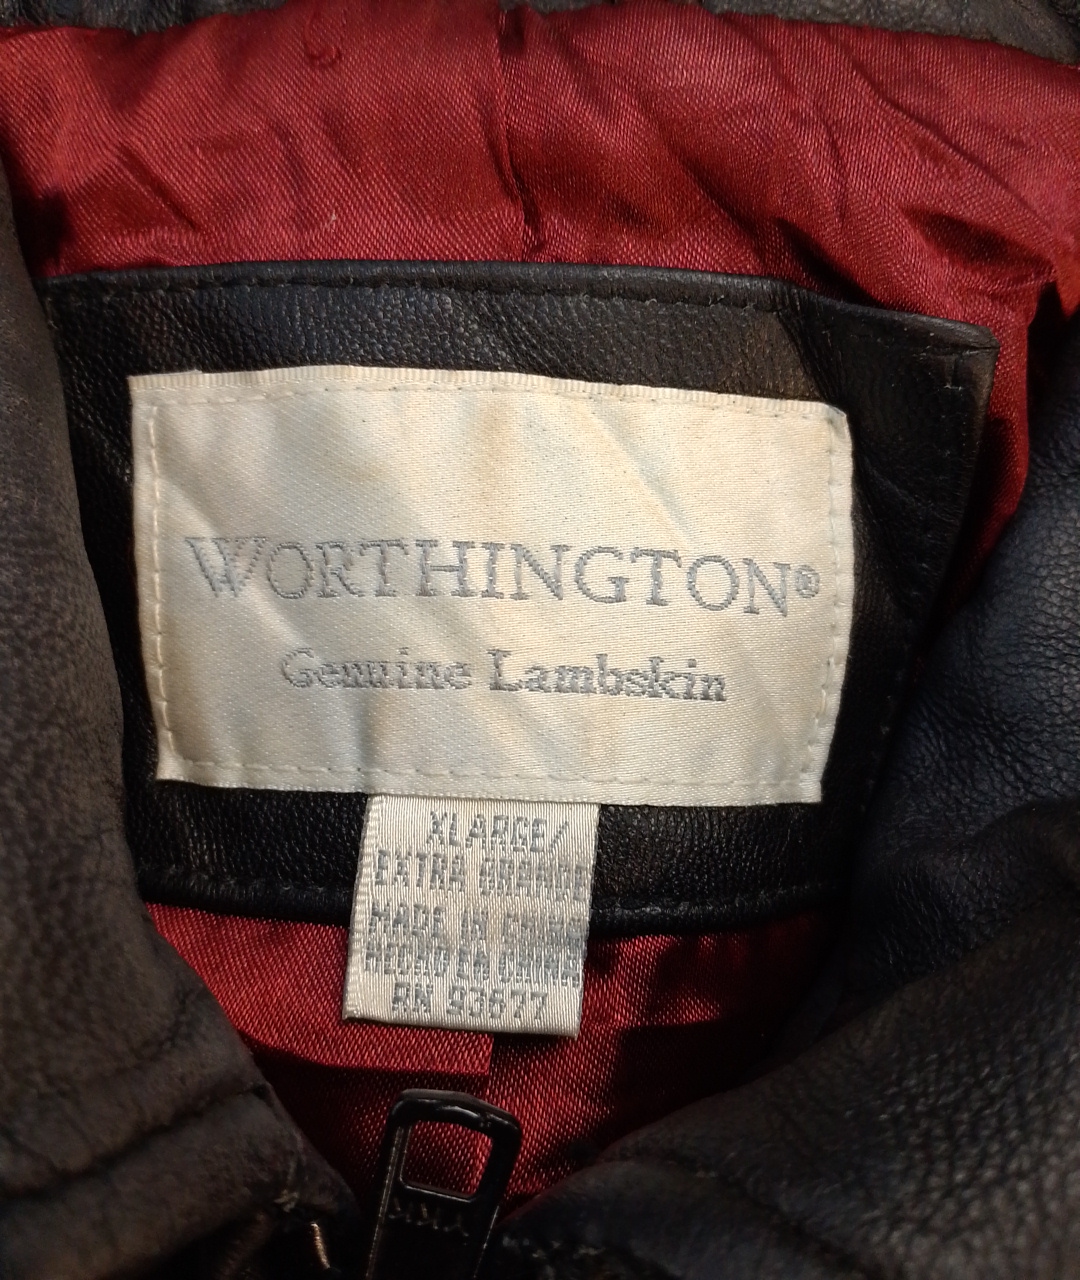 WORTHINGTON®
Genuine Lambskin
XLARGE/
EXTRA GRANDE
MADE IN CHINA
HECHO EN CHINA
RN 93677